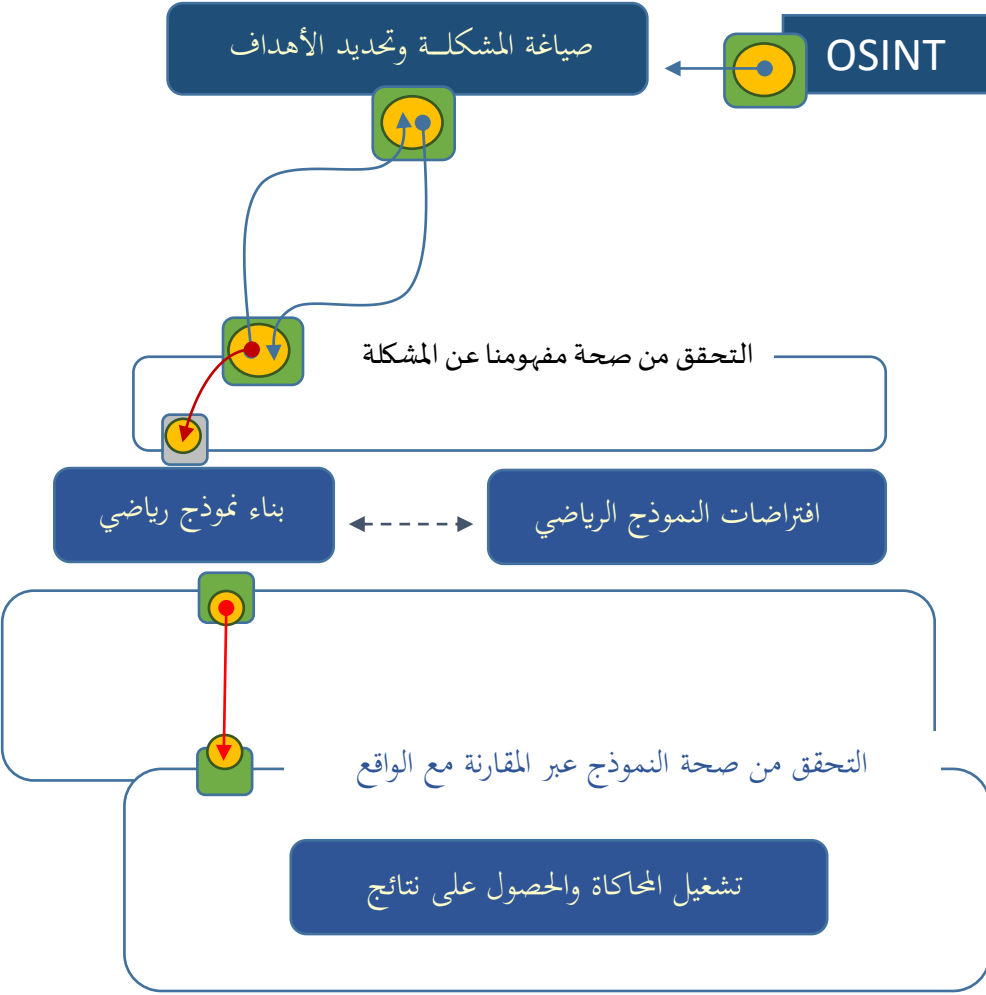 OSINT
صياغة المشكلــة وتحديد الأهداف
التحقق من صحة مفهومنا عن المشكلة
افتراضات النموذج الرياضي
بناء نموذج رياضي
التحقق من صحة النموذج عبر المقارنة مع الواقع
تشغيل المحاكاة والحصول على نتائج